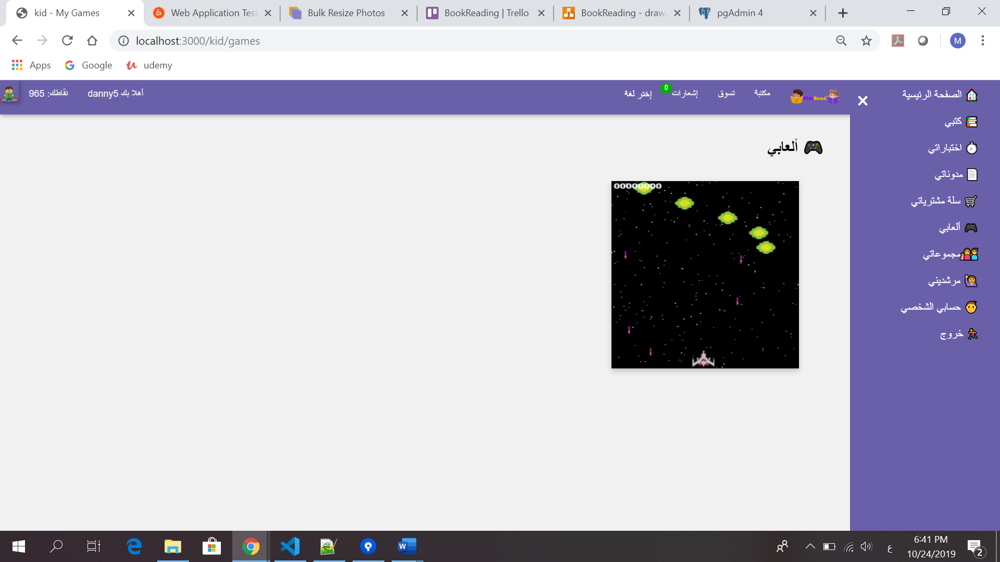 kid - My Games
Web Application Test
Bulk Resize Photos
BookReading | Trello
BookReading - draw.
pgAdmin 4
localhost:3000/kid/games
M
Apps
Google
udemy
الصفحة الرئيسية
كتبي
اختباراتي
مدوناتي
سلة مشترياتي
ألعابي
مجموعاتي
مرشديني
حسابي الشخصي
خروج
KidsRead
مكتبة
تسوق
إشعارات
0
إختر لغة
أهلا بك danny5
نقاطك: 965
ألعابي
00000000
W
ع
6:41 PM
10/24/2019
2